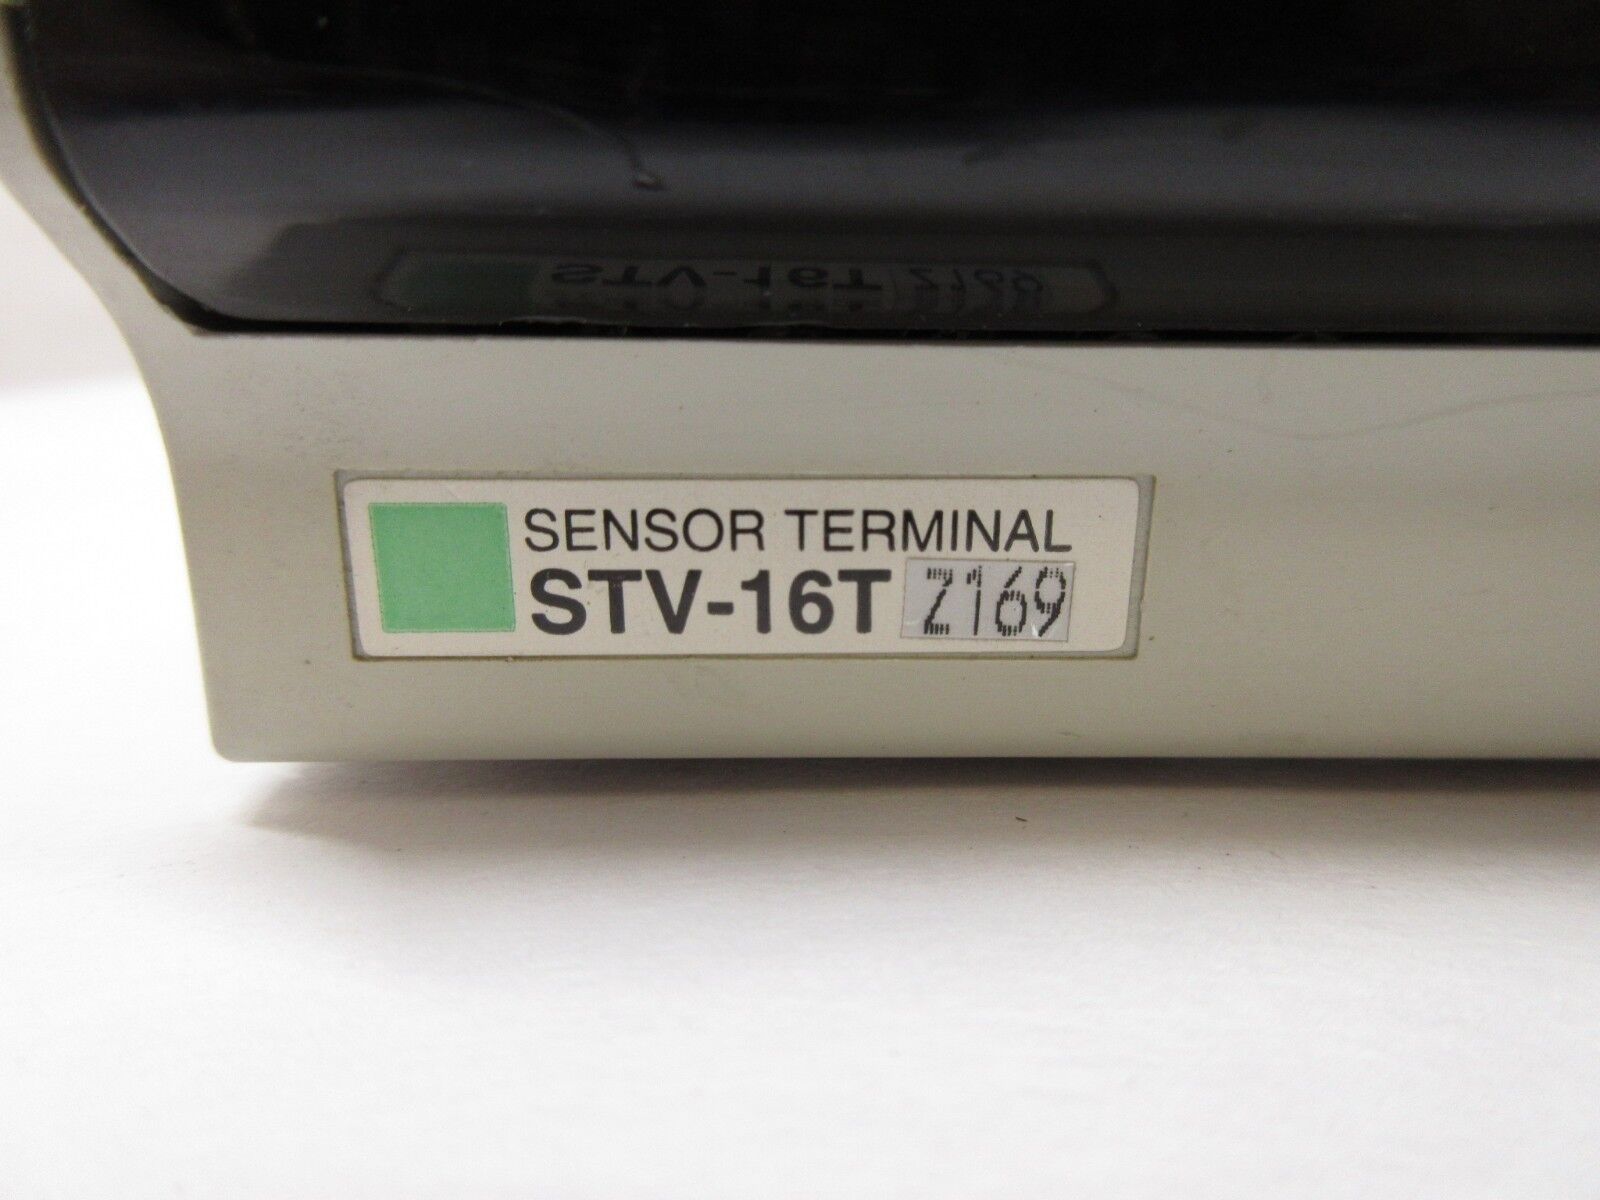 SENSOR TERMINAL
STV-16T Z169